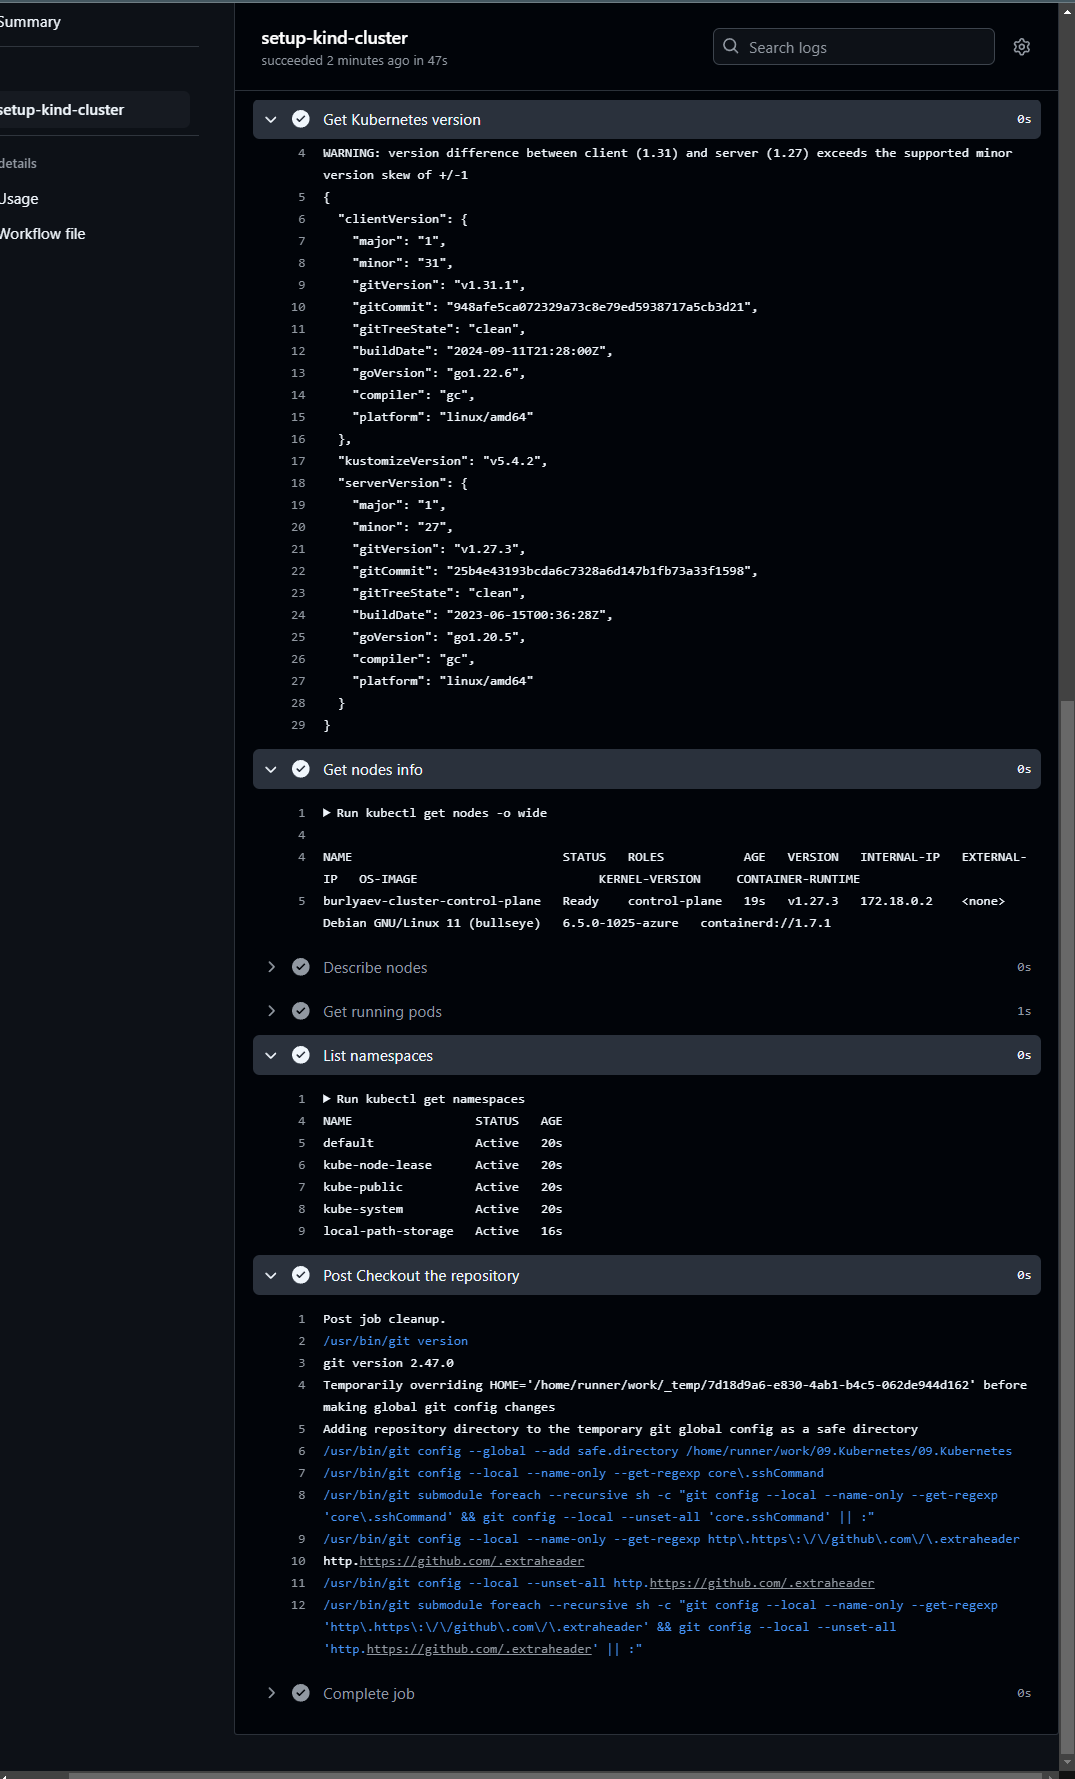 Summary
setup-kind-cluster
details
Usage
Workflow file
setup-kind-cluster
succeeded 2 minutes ago in 47s
Search logs
Get Kubernetes version 0s
4 WARNING: version difference between client (1.31) and server (1.27) exceeds the supported minor
version skew of +/-1
5 {
6 "clientVersion": {
7 "major": "1",
8 "minor": "31",
9 "gitVersion": "v1.31.1",
10 "gitCommit": "948afe5ca072329a73c8e79ed5938717a5cb3d21",
11 "gitTreeState": "clean",
12 "buildDate": "2024-09-11T21:28:00Z",
13 "goVersion": "go1.22.6",
14 "compiler": "gc",
15 "platform": "linux/amd64"
16 },
17 "kustomizeVersion": "v5.4.2",
18 "serverVersion": {
19 "major": "1",
20 "minor": "27",
21 "gitVersion": "v1.27.3",
22 "gitCommit": "25b4e43193bcda6c7328a6d147b1fb73a33f1598",
23 "gitTreeState": "clean",
24 "buildDate": "2023-06-15T00:36:28Z",
25 "goVersion": "go1.20.5",
26 "compiler": "gc",
27 "platform": "linux/amd64"
28 }
29 }
Get nodes info 0s
1 ▶ Run kubectl get nodes -o wide
4
4 NAME STATUS ROLES AGE VERSION INTERNAL-IP EXTERNAL-
IP OS-IMAGE KERNEL-VERSION CONTAINER-RUNTIME
5 burlyaev-cluster-control-plane Ready control-plane 19s v1.27.3 172.18.0.2 <none>
Debian GNU/Linux 11 (bullseye) 6.5.0-1025-azure containerd://1.7.1
Describe nodes 0s
Get running pods 1s
List namespaces 0s
1 ▶ Run kubectl get namespaces
4 NAME STATUS AGE
5 default Active 20s
6 kube-node-lease Active 20s
7 kube-public Active 20s
8 kube-system Active 20s
9 local-path-storage Active 16s
Post Checkout the repository 0s
1 Post job cleanup.
2 /usr/bin/git version
3 git version 2.47.0
4 Temporarily overriding HOME='/home/runner/work/_temp/7d18d9a6-e830-4ab1-b4c5-062de944d162' before
making global git config changes
5 Adding repository directory to the temporary git global config as a safe directory
6 /usr/bin/git config --global --add safe.directory /home/runner/work/09.Kubernetes/09.Kubernetes
7 /usr/bin/git config --local --name-only --get-regexp core\.sshCommand
8 /usr/bin/git submodule foreach --recursive sh -c "git config --local --name-only --get-regexp
'core\.sshCommand' && git config --local --unset-all 'core.sshCommand' || :"
9 /usr/bin/git config --local --name-only --get-regexp http\.https\:\/\/github\.com\/\.extraheader
10 http.https://github.com/.extraheader
11 /usr/bin/git config --local --unset-all http.https://github.com/.extraheader
12 /usr/bin/git submodule foreach --recursive sh -c "git config --local --name-only --get-regexp
'http\.https\:\/\/github\.com\/\.extraheader' && git config --local --unset-all
'http.https://github.com/.extraheader' || :"
Complete job 0s